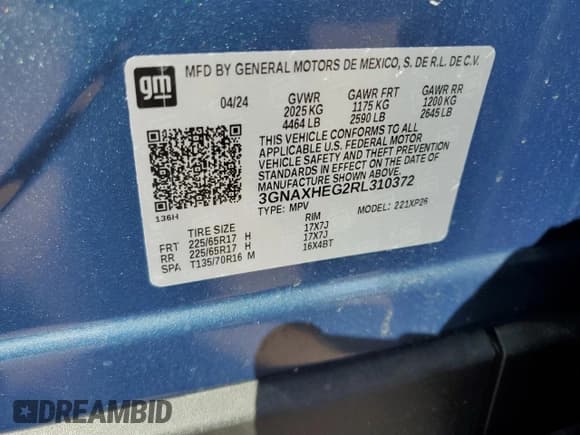 gm
MFD BY GENERAL MOTORS DE MEXICO, S. DE R.L. DE C.V.
04/24 GVWR GAWR FRT GAWR RR
2025 KG 1175 KG 1200 KG
4464 LB 2590 LB 2645 LB
THIS VEHICLE CONFORMS TO ALL
APPLICABLE U.S. FEDERAL MOTOR
VEHICLE SAFETY AND THEFT PREVENTION
STANDARDS IN EFFECT ON THE DATE
OF MANUFACTURE SHOWN ABOVE.
3GNAXHEG2RL310372
TYPE: MPV MODEL: 221XP26
136H
TIRE SIZE RIM
FRT 225/65R17 H 17X7J
RR 225/65R17 H 17X7J
SPA T135/70R16 M 16X4BT
DREAMBID